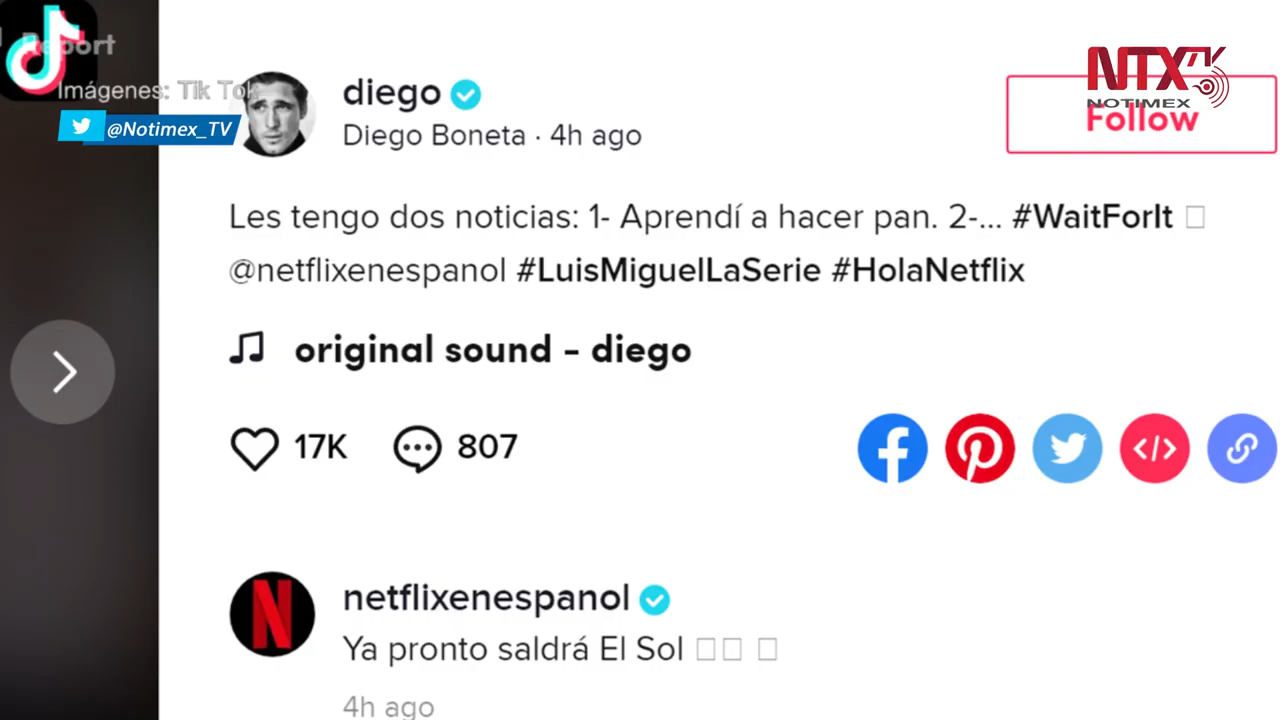 Report
Imágenes: Tik Tok
@Notimex_TV
NTX
NOTIMEX
diego
Diego Boneta · 4h ago
Follow
Les tengo dos noticias: 1- Aprendí a hacer pan. 2-... #WaitForIt
@netflixenespanol #LuisMiguelLaSerie #HolaNetflix
original sound - diego
17K 807
netflixenespanol
Ya pronto saldrá El Sol
4h ago